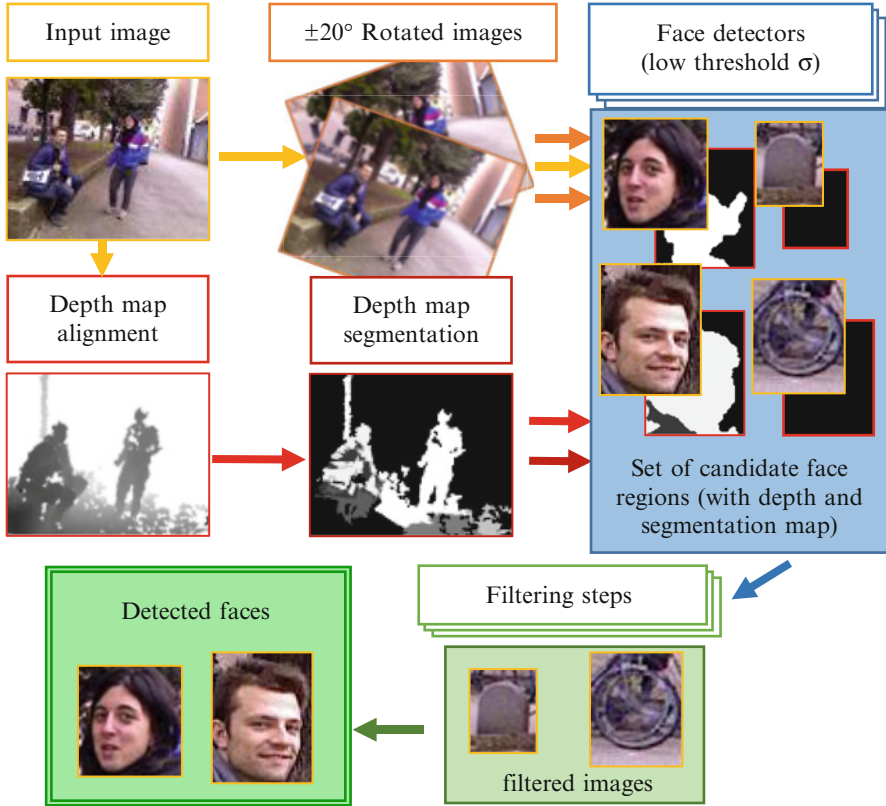 Input image
±20° Rotated images
Face detectors
(low threshold σ)
Depth map
alignment
Depth map
segmentation
Set of candidate face
regions (with depth and
segmentation map)
Filtering steps
Detected faces
filtered images